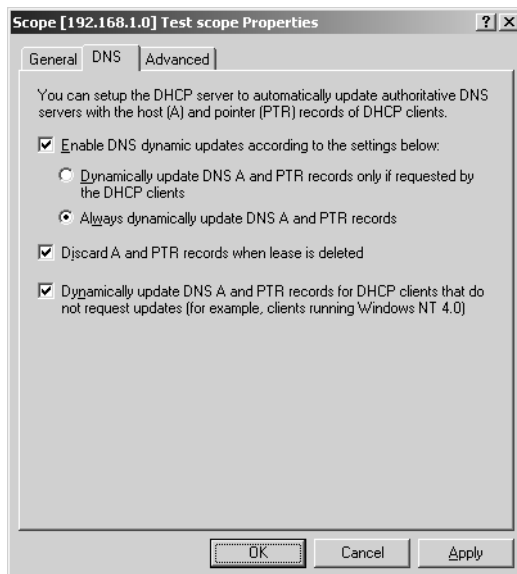 Scope [192.168.1.0] Test scope Properties
General DNS Advanced
You can setup the DHCP server to automatically update authoritative DNS
servers with the host (A) and pointer (PTR) records of DHCP clients.
Enable DNS dynamic updates according to the settings below:
Dynamically update DNS A and PTR records only if requested by
the DHCP clients
Always dynamically update DNS A and PTR records
Discard A and PTR records when lease is deleted
Dynamically update DNS A and PTR records for DHCP clients that do
not request updates (for example, clients running Windows NT 4.0)
OK Cancel Apply